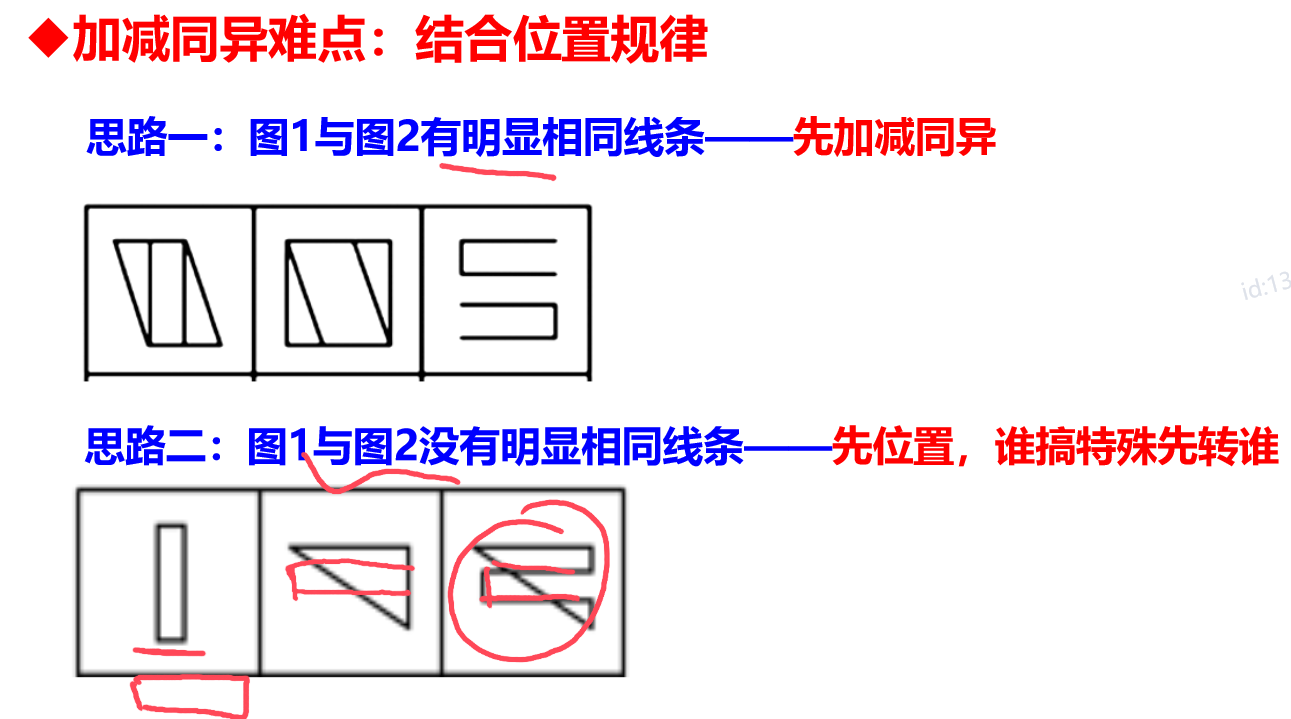 ◆加减同异难点：结合位置规律
思路一：图1与图2有明显相同线条——先加减同异
id:13
思路二：图1与图2没有明显相同线条——先位置，谁搞特殊先转谁